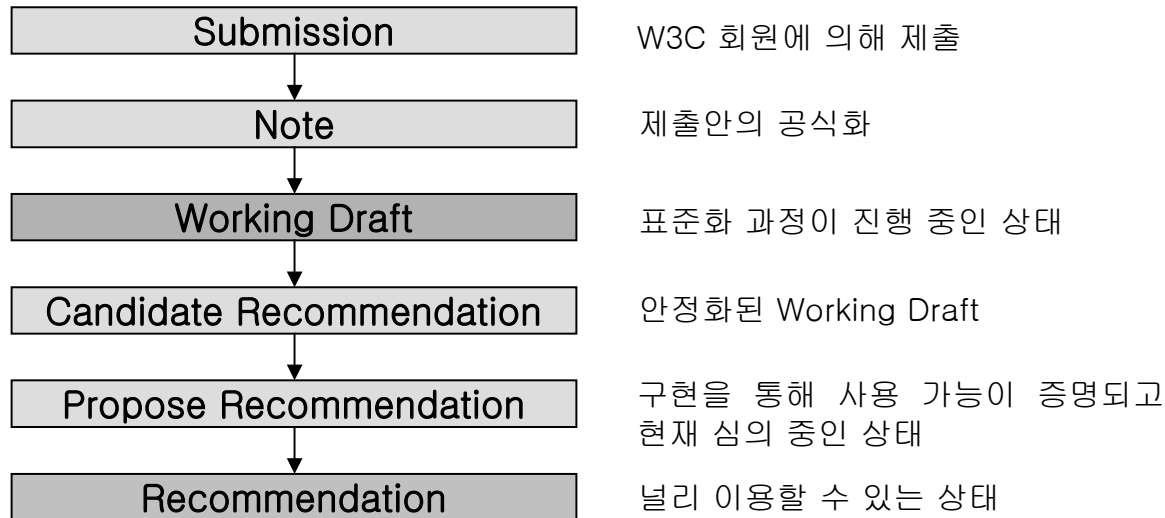 Submission W3C 회원에 의해 제출
Note 제출안의 공식화
Working Draft 표준화 과정이 진행 중인 상태
Candidate Recommendation 안정화된 Working Draft
Propose Recommendation 구현을 통해 사용 가능이 증명되고
현재 심의 중인 상태
Recommendation 널리 이용할 수 있는 상태